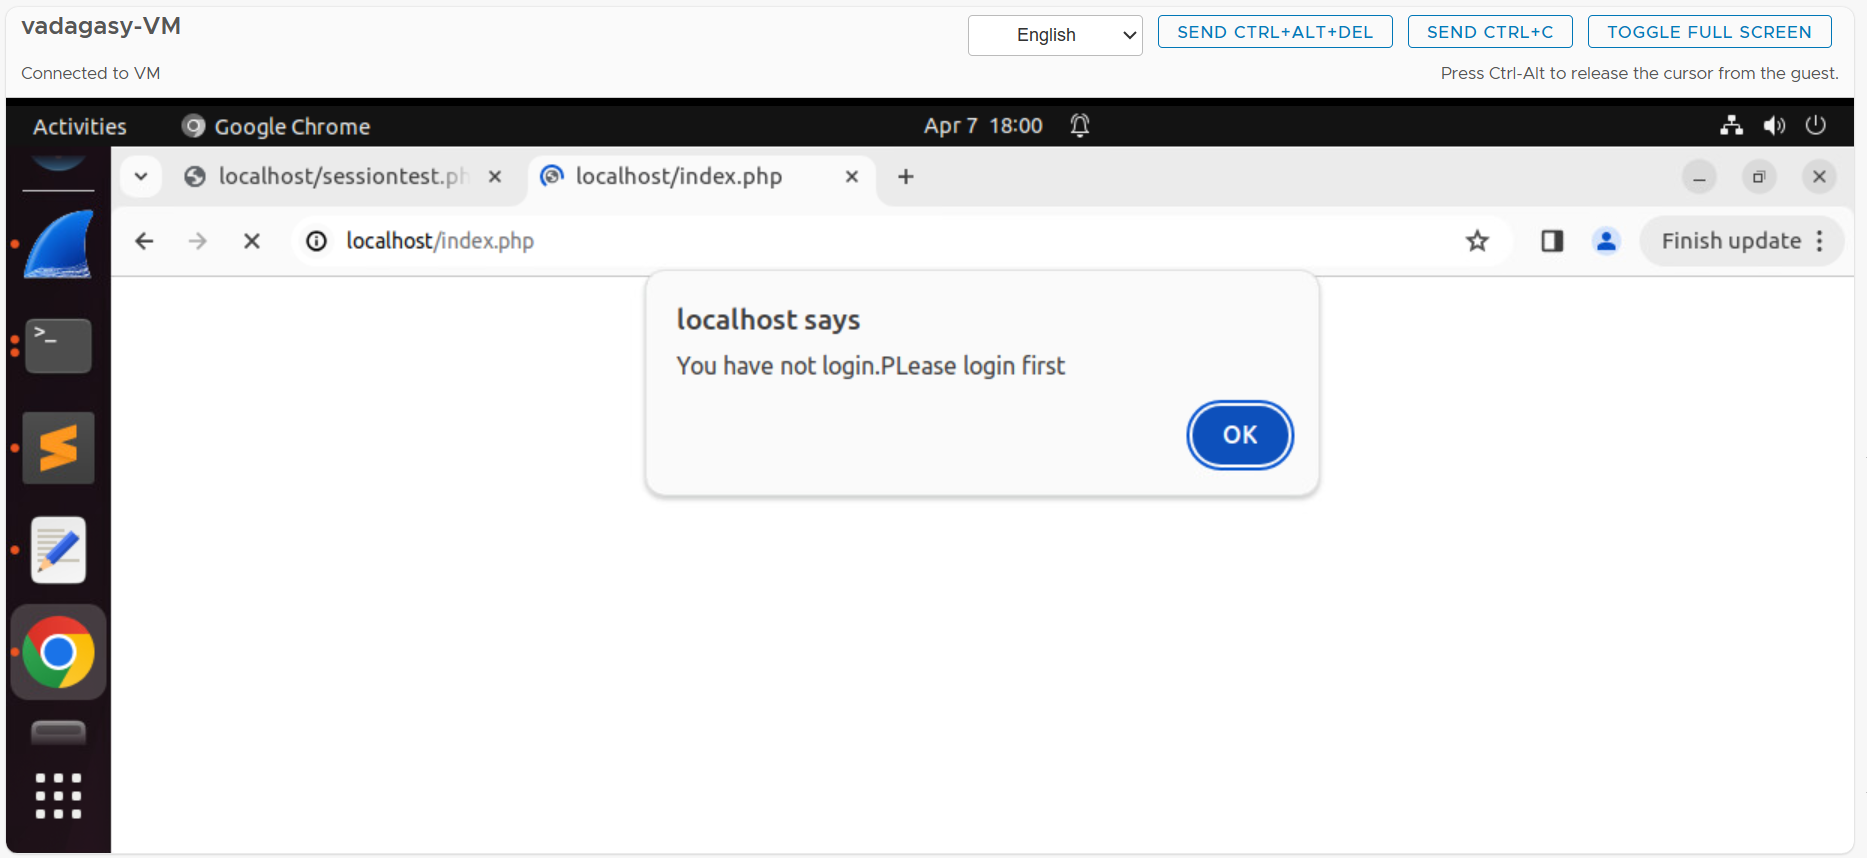 vadagasy-VM
English
SEND CTRL+ALT+DEL
SEND CTRL+C
TOGGLE FULL SCREEN
Connected to VM
Press Ctrl-Alt to release the cursor from the guest.
Activities
Google Chrome
Apr 7 18:00
localhost/sessiontest.ph
localhost/index.php
localhost/index.php
Finish update
>_
localhost says
You have not login.PLease login first
OK